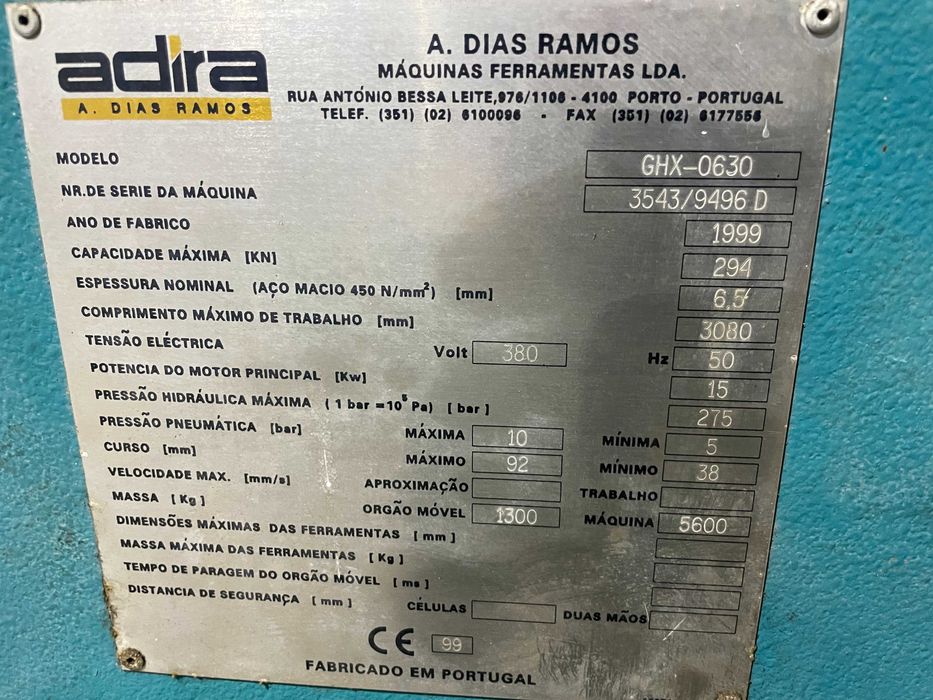 adira
A. DIAS RAMOS
A. DIAS RAMOS
MÁQUINAS FERRAMENTAS LDA.
RUA ANTÓNIO BESSA LEITE,976/1106 - 4100 PORTO - PORTUGAL
TELEF. (351) (02) 6100096 - FAX (351) (02) 6177556
MODELO GHX-0630
NR.DE SERIE DA MÁQUINA 3543/9496 D
ANO DE FABRICO 1999
CAPACIDADE MÁXIMA [KN] 294
ESPESSURA NOMINAL (AÇO MACIO 450 N/mm²) [mm] 6.5
COMPRIMENTO MÁXIMO DE TRABALHO [mm] 3080
TENSÃO ELÉCTRICA Volt 380 Hz 50
POTENCIA DO MOTOR PRINCIPAL [Kw] 15
PRESSÃO HIDRÁULICA MÁXIMA (1 bar =10⁵ Pa) [bar] 275
PRESSÃO PNEUMÁTICA [bar] MÁXIMA 10 MÍNIMA 5
CURSO [mm] MÁXIMO 92 MÍNIMO 38
VELOCIDADE MAX. [mm/s] APROXIMAÇÃO TRABALHO
MASSA [Kg] ORGÃO MÓVEL 1300 MÁQUINA 5600
DIMENSÕES MÁXIMAS DAS FERRAMENTAS [mm]
MASSA MÁXIMA DAS FERRAMENTAS [Kg]
TEMPO DE PARAGEM DO ORGÃO MÓVEL [ms]
DISTANCIA DE SEGURANÇA [mm] CÉLULAS DUAS MÃOS
CE 99
FABRICADO EM PORTUGAL